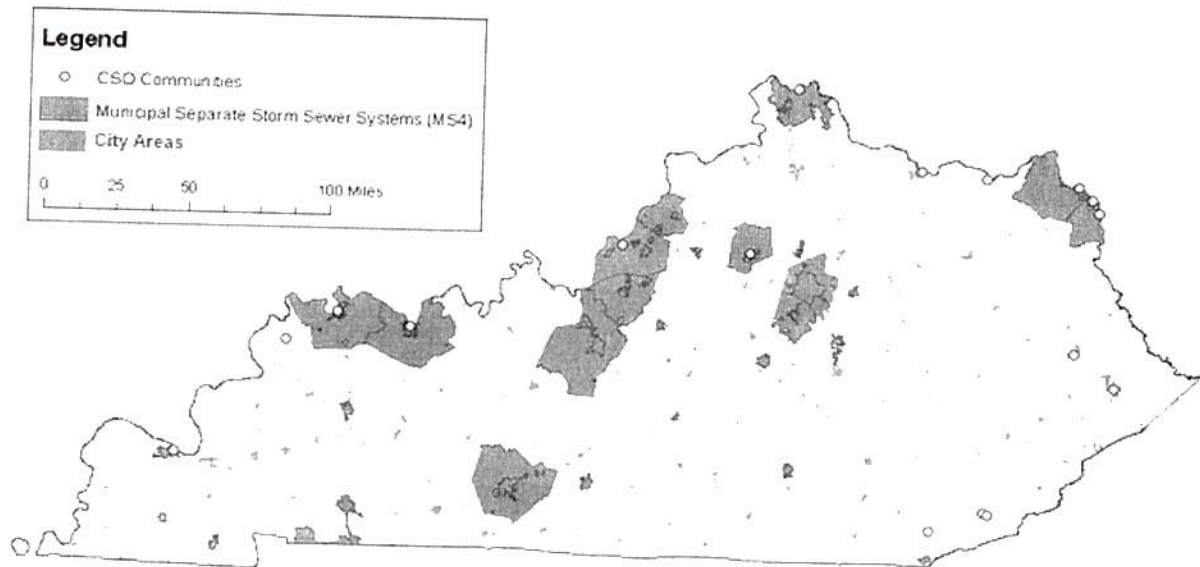 Legend
CSO Communities
Municipal Separate Storm Sewer Systems (MS4)
City Areas
0 25 50 100 Miles